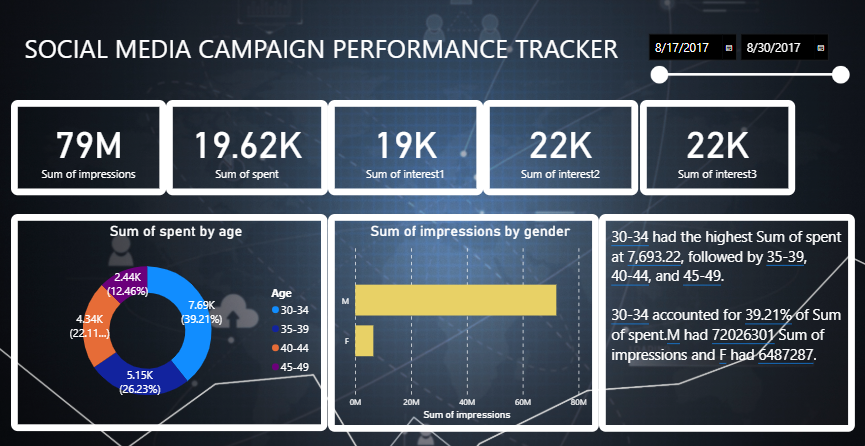 SOCIAL MEDIA CAMPAIGN PERFORMANCE TRACKER
8/17/2017
8/30/2017
79M
Sum of impressions
19.62K
Sum of spent
19K
Sum of interest1
22K
Sum of interest2
22K
Sum of interest3
Sum of spent by age
2.44K
(12.46%)
7.69K
(39.21%)
4.34K
(22.11...)
5.15K
(26.23%)
Age
30-34
35-39
40-44
45-49
Sum of impressions by gender
M
F
0M
20M
40M
60M
80M
Sum of impressions
30-34 had the highest Sum of spent
at 7,693.22, followed by 35-39,
40-44, and 45-49.
30-34 accounted for 39.21% of Sum
of spent.M had 72026301 Sum of
impressions and F had 6487287.